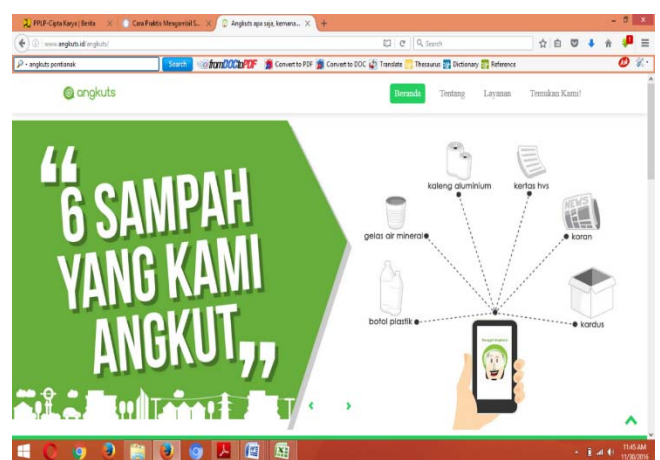 PPLP-Cipta Karya | Berita
Cara Praktis Mengambil S...
Angkuts apa saja, kemana...
www.angkuts.id/angkuts/
Search
angkuts pontianak
Search
fromDOCtoPDF
Convert to PDF
Convert to DOC
Translate
Thesaurus
Dictionary
Reference
angkuts
Beranda
Tentang
Layanan
Temukan Kami!
“6 SAMPAH
YANG KAMI
ANGKUT”
kaleng aluminium
kertas hvs
gelas air mineral
NEWS
koran
botol plastik
kardus
11:45 AM
11/30/2016